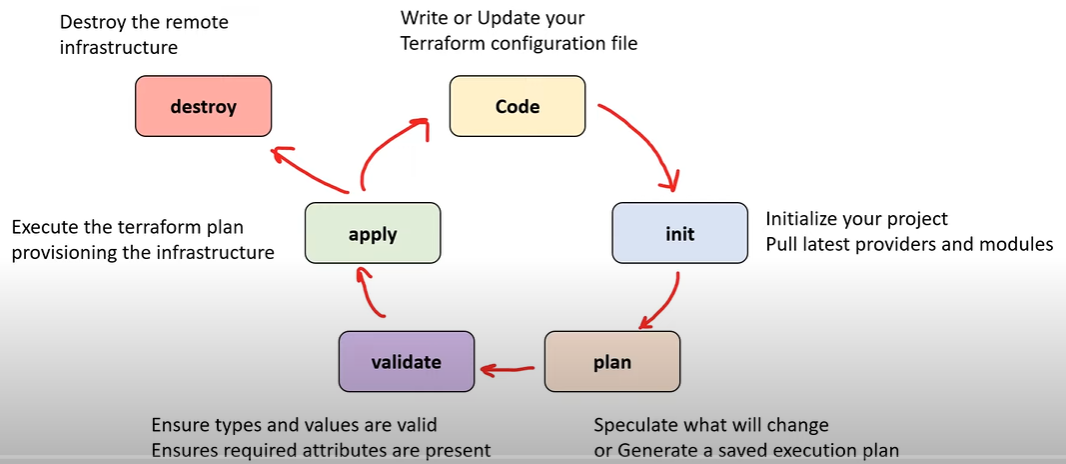 Destroy the remote
infrastructure
destroy
Write or Update your
Terraform configuration file
Code
init
Initialize your project
Pull latest providers and modules
plan
Speculate what will change
or Generate a saved execution plan
validate
Ensure types and values are valid
Ensures required attributes are present
apply
Execute the terraform plan
provisioning the infrastructure